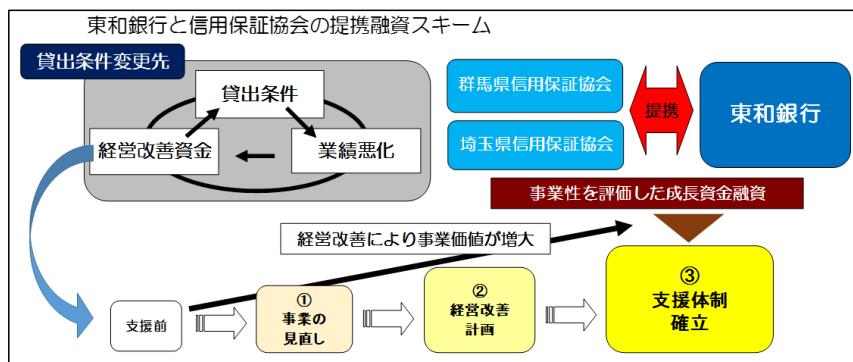 東和銀行と信用保証協会の提携融資スキーム
貸出条件変更先
貸出条件
経営改善資金
業績悪化
群馬県信用保証協会
埼玉県信用保証協会
提携
東和銀行
事業性を評価した成長資金融資
経営改善により事業価値が増大
支援前
①
事業の
見直し
②
経営改善
計画
③
支援体制
確立